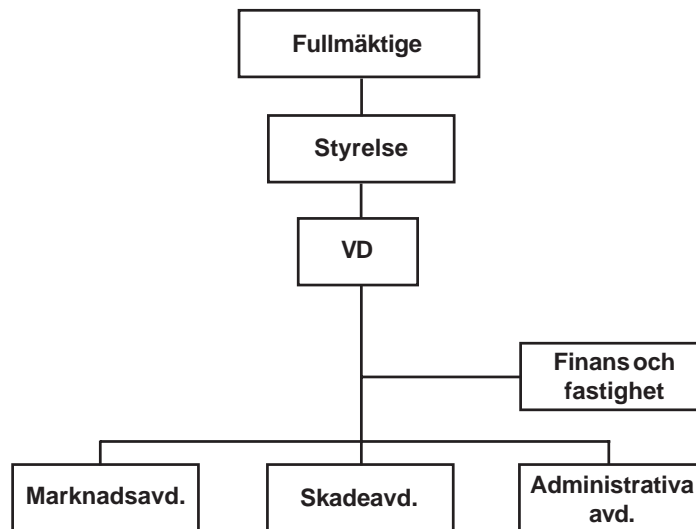 Fullmäktige
Styrelse
VD
Finans och
fastighet
Marknadsavd.
Skadeavd.
Administrativa
avd.